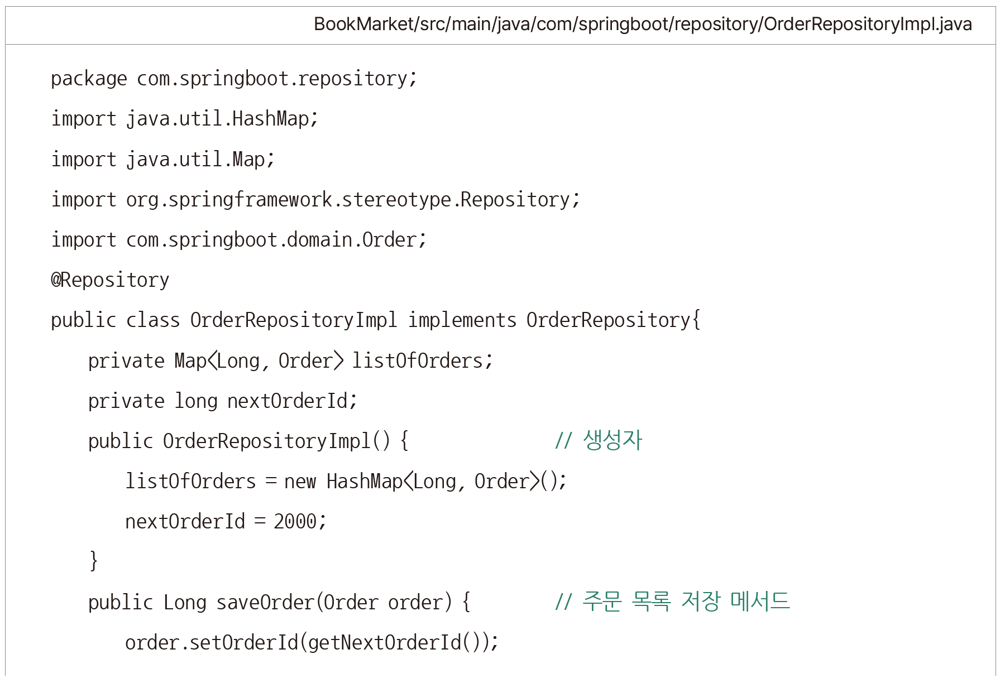 BookMarket/src/main/java/com/springboot/repository/OrderRepositoryImpl.java
package com.springboot.repository;
import java.util.HashMap;
import java.util.Map;
import org.springframework.stereotype.Repository;
import com.springboot.domain.Order;
@Repository
public class OrderRepositoryImpl implements OrderRepository{
private Map<Long, Order> listOfOrders;
private long nextOrderId;
public OrderRepositoryImpl() { // 생성자
listOfOrders = new HashMap<Long, Order>();
nextOrderId = 2000;
}
public Long saveOrder(Order order) { // 주문 목록 저장 메서드
order.setOrderId(getNextOrderId());